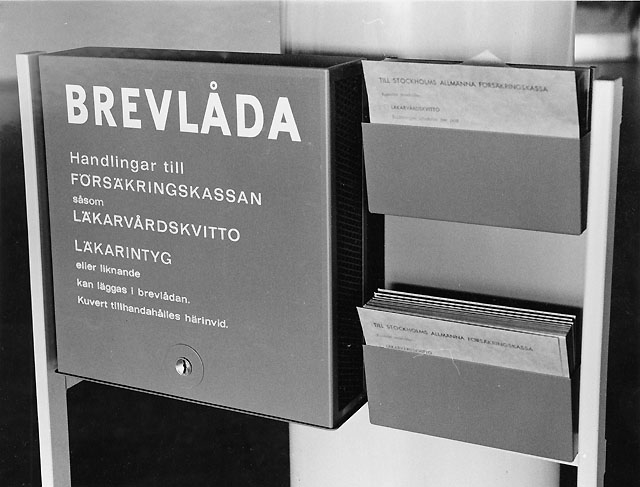 BREVLÅDA
Handlingar till
FÖRSÄKRINGSKASSAN
såsom
LÄKARVÅRDSKVITTO
LÄKARINTYG
eller liknande
kan läggas i brevlådan.
Kuvert tillhandahålles härinvid.
TILL STOCKHOLMS ALLMÄNNA FÖRSÄKRINGSKASSA
LÄKARVÅRDSKVITTO
TILL STOCKHOLMS ALLMÄNNA FÖRSÄKRINGSKASSA
LÄKARVÅRDSKVITTO